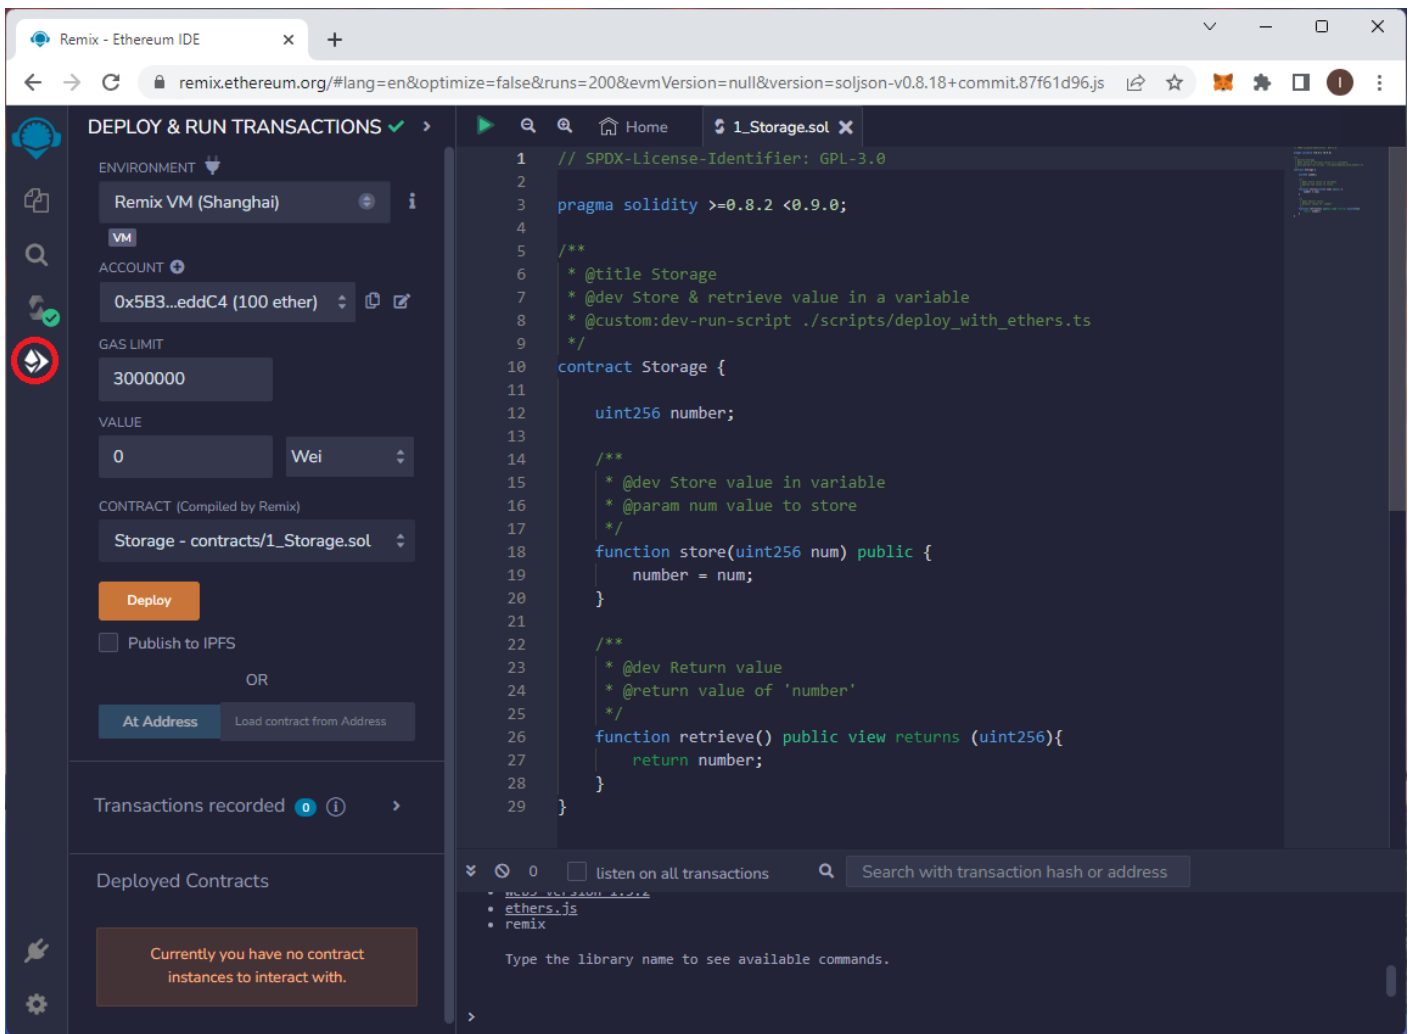 Remix - Ethereum IDE
remix.ethereum.org/#lang=en&optimize=false&runs=200&evmVersion=null&version=soljson-v0.8.18+commit.87f61d96.js
I
DEPLOY & RUN TRANSACTIONS
ENVIRONMENT
Remix VM (Shanghai)
i
VM
ACCOUNT
0x5B3...eddC4 (100 ether)
GAS LIMIT
3000000
VALUE
0 Wei
CONTRACT (Compiled by Remix)
Storage - contracts/1_Storage.sol
Deploy
Publish to IPFS
OR
At Address Load contract from Address
Transactions recorded 0 i
Deployed Contracts
Currently you have no contract
instances to interact with.
Home 1_Storage.sol
1 // SPDX-License-Identifier: GPL-3.0
2
3 pragma solidity >=0.8.2 <0.9.0;
4
5 /**
6 * @title Storage
7 * @dev Store & retrieve value in a variable
8 * @custom:dev-run-script ./scripts/deploy_with_ethers.ts
9 */
10 contract Storage {
11
12 uint256 number;
13
14 /**
15 * @dev Store value in variable
16 * @param num value to store
17 */
18 function store(uint256 num) public {
19 number = num;
20 }
21
22 /**
23 * @dev Return value
24 * @return value of 'number'
25 */
26 function retrieve() public view returns (uint256){
27 return number;
28 }
29 }
0 listen on all transactions Search with transaction hash or address
web3 version 1.5.2
ethers.js
remix
Type the library name to see available commands.
>